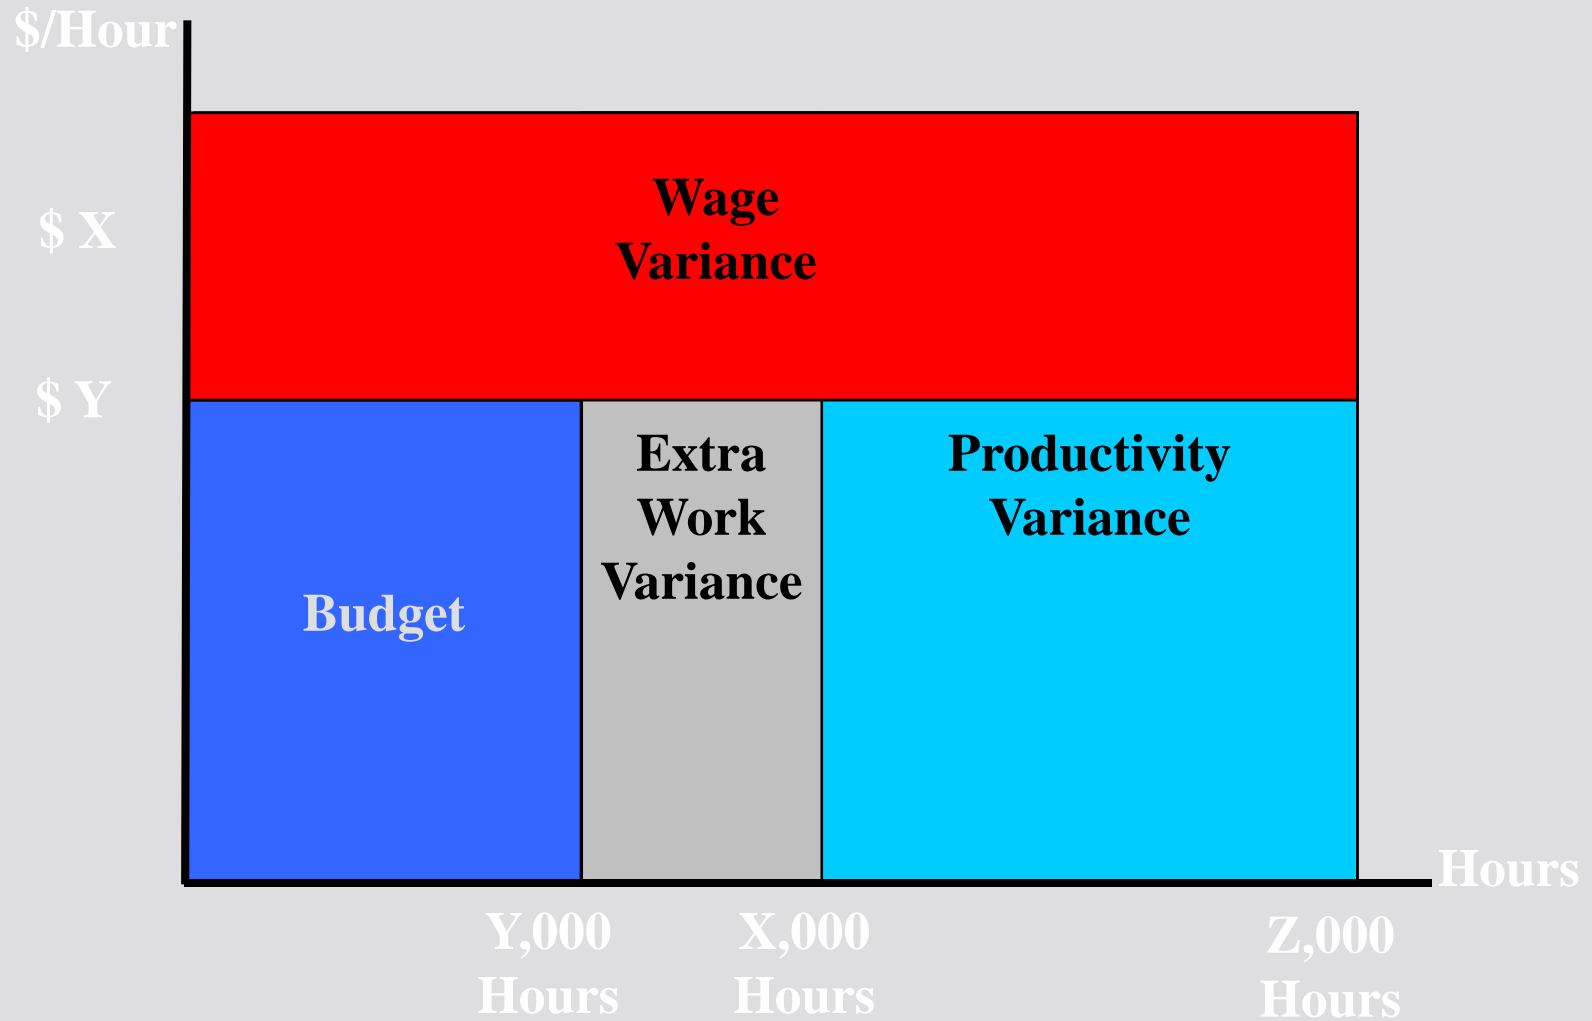 $/Hour
Wage
Variance
$ X
$ Y
Extra
Work
Variance
Productivity
Variance
Budget
Hours
Y,000
Hours
X,000
Hours
Z,000
Hours